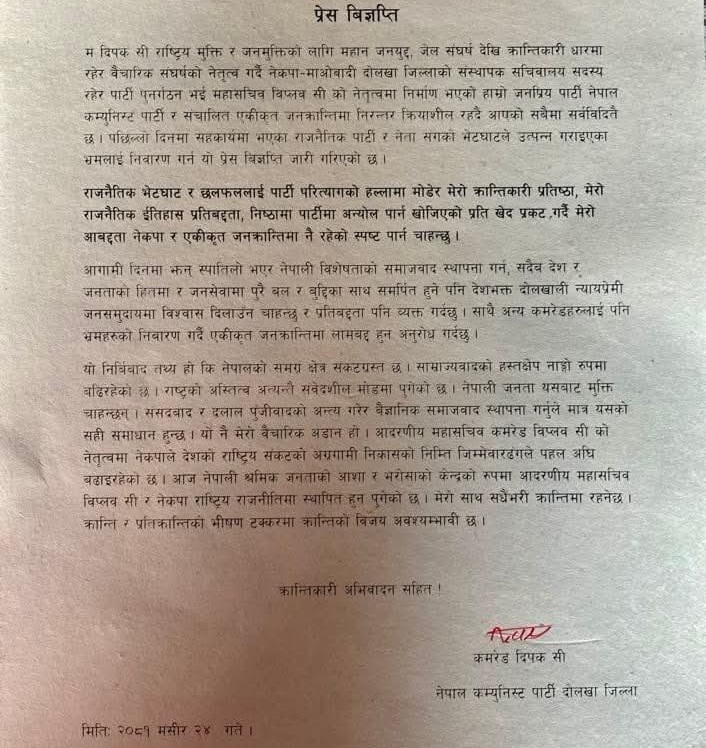 प्रेस बिज्ञप्ति
म दिपक सी राष्ट्रिय मुक्ति र जनमुक्तिको लागि महान जनयुद्द, जेल संघर्ष देखि क्रान्तिकारी धारमा
रहेर वैचारिक संघर्षको नेतृत्व गर्दै नेकपा-माओवादी दोलखा जिल्लाको संस्थापक सचिवालय सदस्य
रहेर पार्टी पुनर्गठन भई महासचिव विप्लव सी को नेतृत्वमा निर्माण भएको हाम्रो जनप्रिय पार्टी नेपाल
कम्युनिस्ट पार्टी र संचालित एकीकृत जनक्रान्तिमा निरन्तर क्रियाशील रहदै आएको सबैमा सर्वविदितै
छ । पछिल्लो दिनमा सहकार्यमा भएका राजनैतिक पार्टी र नेता सगको भेटघाटले उत्पन्न गराइएका
भ्रमलाई निवारण गर्न यो प्रेस बिज्ञप्ति जारी गरिएको छ ।
राजनैतिक भेटघाट र छलफललाई पार्टी परित्यागको हल्लामा मोडेर मेरो क्रान्तिकारी प्रतिष्ठा, मेरो
राजनैतिक ईतिहास प्रतिबद्दता, निष्ठामा पार्टीमा अन्योल पार्न खोजिएको प्रति खेद प्रकट गर्दै मेरो
आबद्दता नेकपा र एकीकृत जनक्रान्तिमा नै रहेको स्पष्ट पार्न चाहन्छु ।
आगामी दिनमा झन् स्पातिलो भएर नेपाली विशेषताको समाजवाद स्थापना गर्न, सदैव देश र
जनताको हितमा र जनसेवामा पुरै बल र बुद्दिका साथ समर्पित हुने पनि देशभक्त दोलखाली न्यायप्रेमी
जनसमुदायमा विश्वास दिलाउन चाहन्छु र प्रतिबद्दता पनि व्यक्त गर्दछु । साथै अन्य कमरेडहरुलाई पनि
भ्रमहरुको निवारण गर्दै एकीकृत जनक्रान्तिमा लामबद्द हुन अनुरोध गर्दछु ।
यो निर्विवाद तथ्य हो कि नेपालको समग्र क्षेत्र संकटग्रस्त छ । साम्राज्यवादको हस्तक्षेप नाङ्गो रुपमा
बढिरहेको छ । राष्ट्रको अस्तित्व अत्यन्तै संवेदशील मोडमा पुगेको छ । नेपाली जनता यसबाट मुक्ति
चाहन्छन् । संसदवाद र दलाल पुंजीवादको अन्त्य गरेर बैज्ञानिक समाजवाद स्थापना गर्नुले मात्र यसको
सही समाधान हुन्छ । यो नै मेरो वैचारिक अडान हो । आदरणीय महासचिव कमरेड विप्लव सी को
नेतृत्वमा नेकपाले देशको राष्ट्रिय संकटको अग्रगामी निकासको निम्ति जिम्मेवारढंगले पहल अघि
बढाइरहेको छ । आज नेपाली श्रमिक जनताको आशा र भरोसाको केन्द्रको रुपमा आदरणीय महासचिव
विप्लव सी र नेकपा राष्ट्रिय राजनीतिमा स्थापित हुन पुगेको छ । मेरो साथ सधैंभरी क्रान्तिमा रहनेछ ।
क्रान्ति र प्रतिक्रान्तिको भीषण टक्करमा क्रान्तिको विजय अवश्यम्भावी छ ।
क्रान्तिकारी अभिवादन सहित !
कमरेड दिपक सी
नेपाल कम्युनिस्ट पार्टी दोलखा जिल्ला
मितिः २०८१ मंसीर २४ गते ।